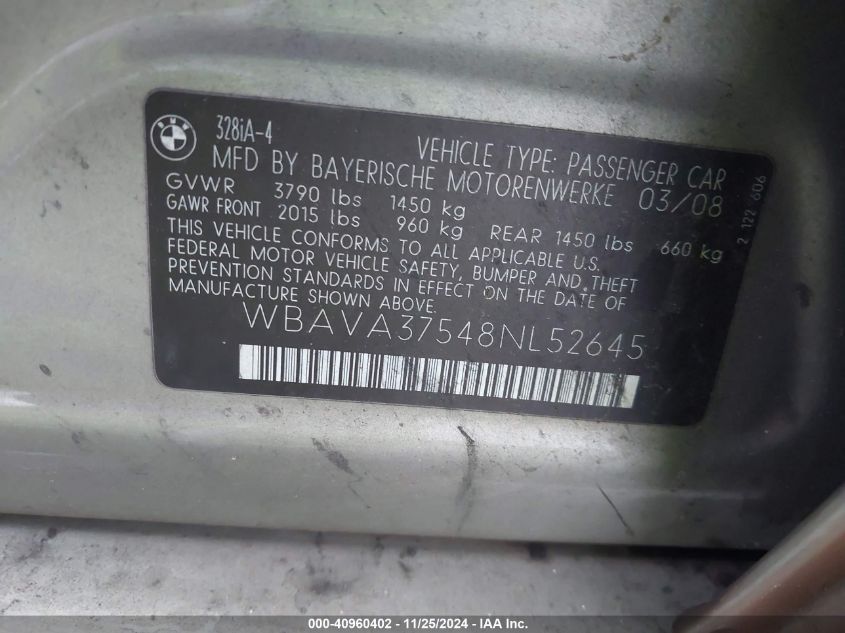 BMW
328iA-4
VEHICLE TYPE: PASSENGER CAR
MFD BY BAYERISCHE MOTORENWERKE 03/08
GVWR 3790 lbs 1450 kg
GAWR FRONT 2015 lbs 960 kg REAR 1450 lbs 660 kg
THIS VEHICLE CONFORMS TO ALL APPLICABLE U.S.
FEDERAL MOTOR VEHICLE SAFETY, BUMPER AND THEFT
PREVENTION STANDARDS IN EFFECT ON THE DATE OF
MANUFACTURE SHOWN ABOVE.
WBAVA37548NL52645
2 122 606
000-40960402 - 11/25/2024 - IAA Inc.